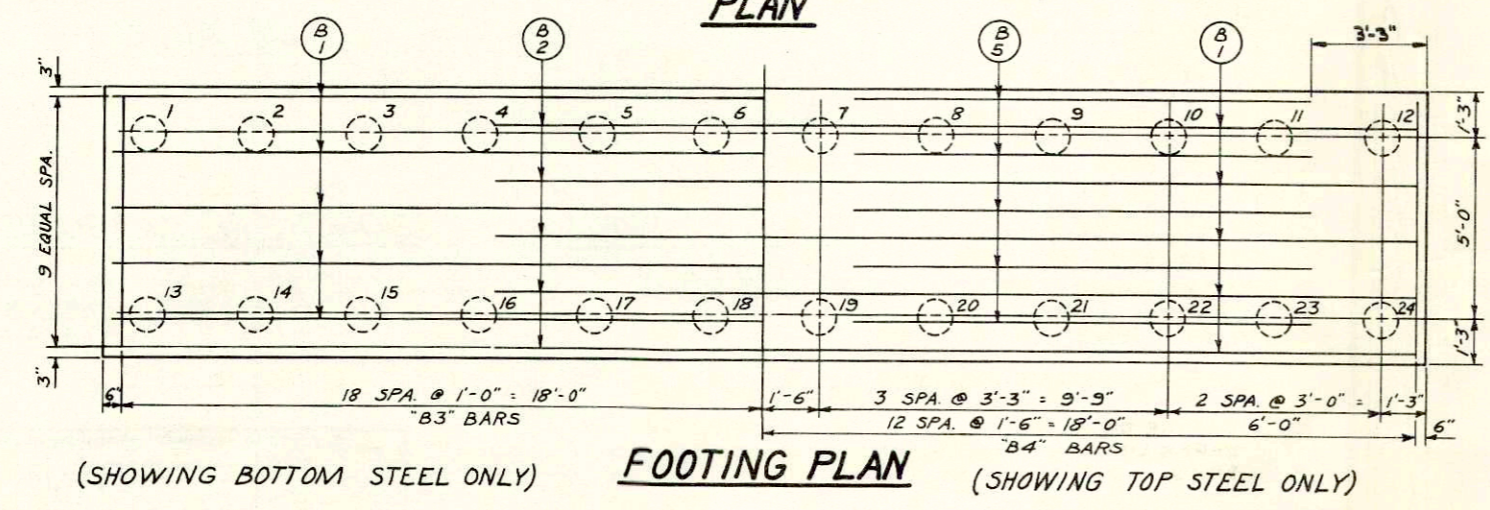 PLAN
B
1
B
2
B
5
B
1
3'-3"
3"
1 2 3 4 5 6 7 8 9 10 11 12
1'-3"
9 EQUAL SPA.
5'-0"
13 14 15 16 17 18 19 20 21 22 23 24
1'-3"
3"
6"
18 SPA. @ 1'-0" = 18'-0"
"B3" BARS
1'-6"
3 SPA. @ 3'-3" = 9'-9"
2 SPA. @ 3'-0" =
6'-0"
1'-3"
12 SPA. @ 1'-6" = 18'-0"
"B4" BARS
6"
(SHOWING BOTTOM STEEL ONLY)
FOOTING PLAN
(SHOWING TOP STEEL ONLY)